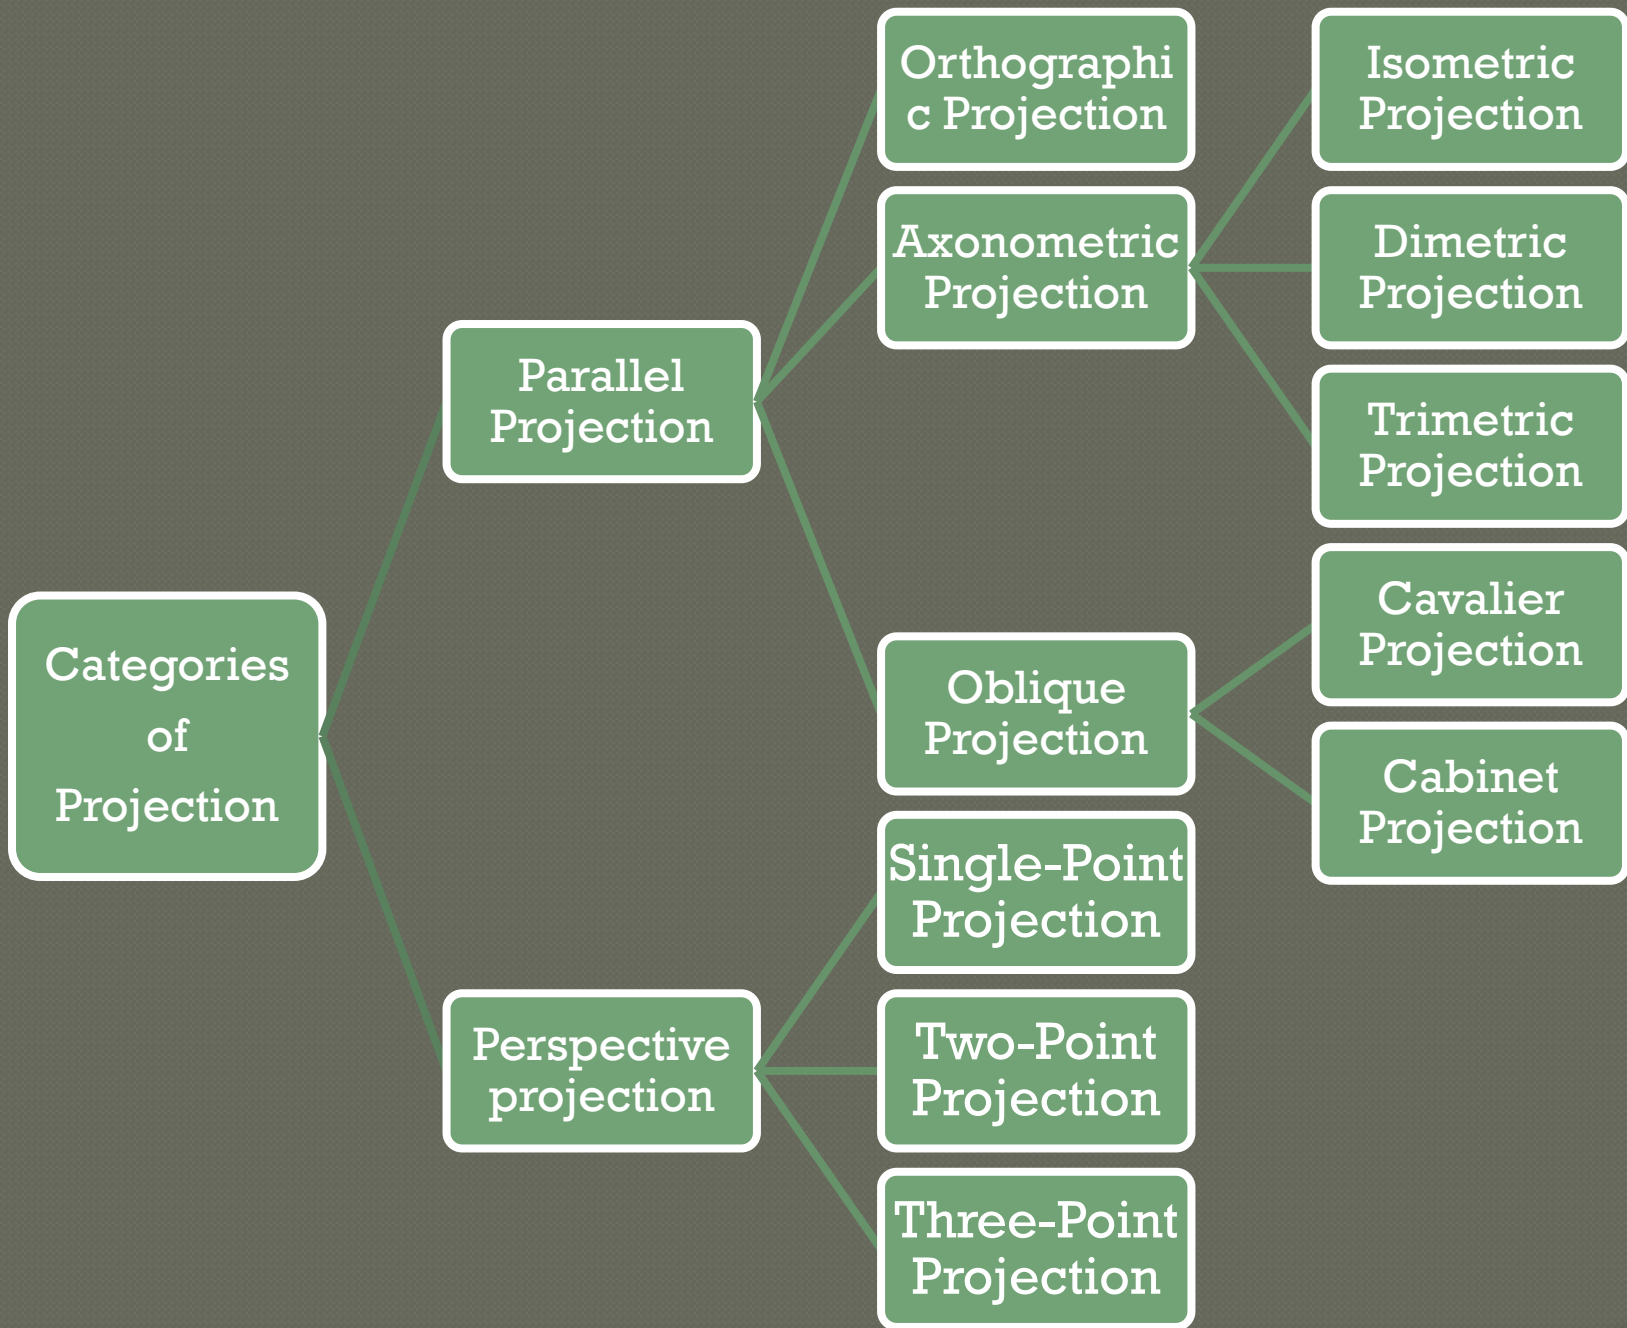 Categories
of
Projection
Parallel
Projection
Orthographi
c Projection
Axonometric
Projection
Isometric
Projection
Dimetric
Projection
Trimetric
Projection
Oblique
Projection
Cavalier
Projection
Cabinet
Projection
Perspective
projection
Single-Point
Projection
Two-Point
Projection
Three-Point
Projection